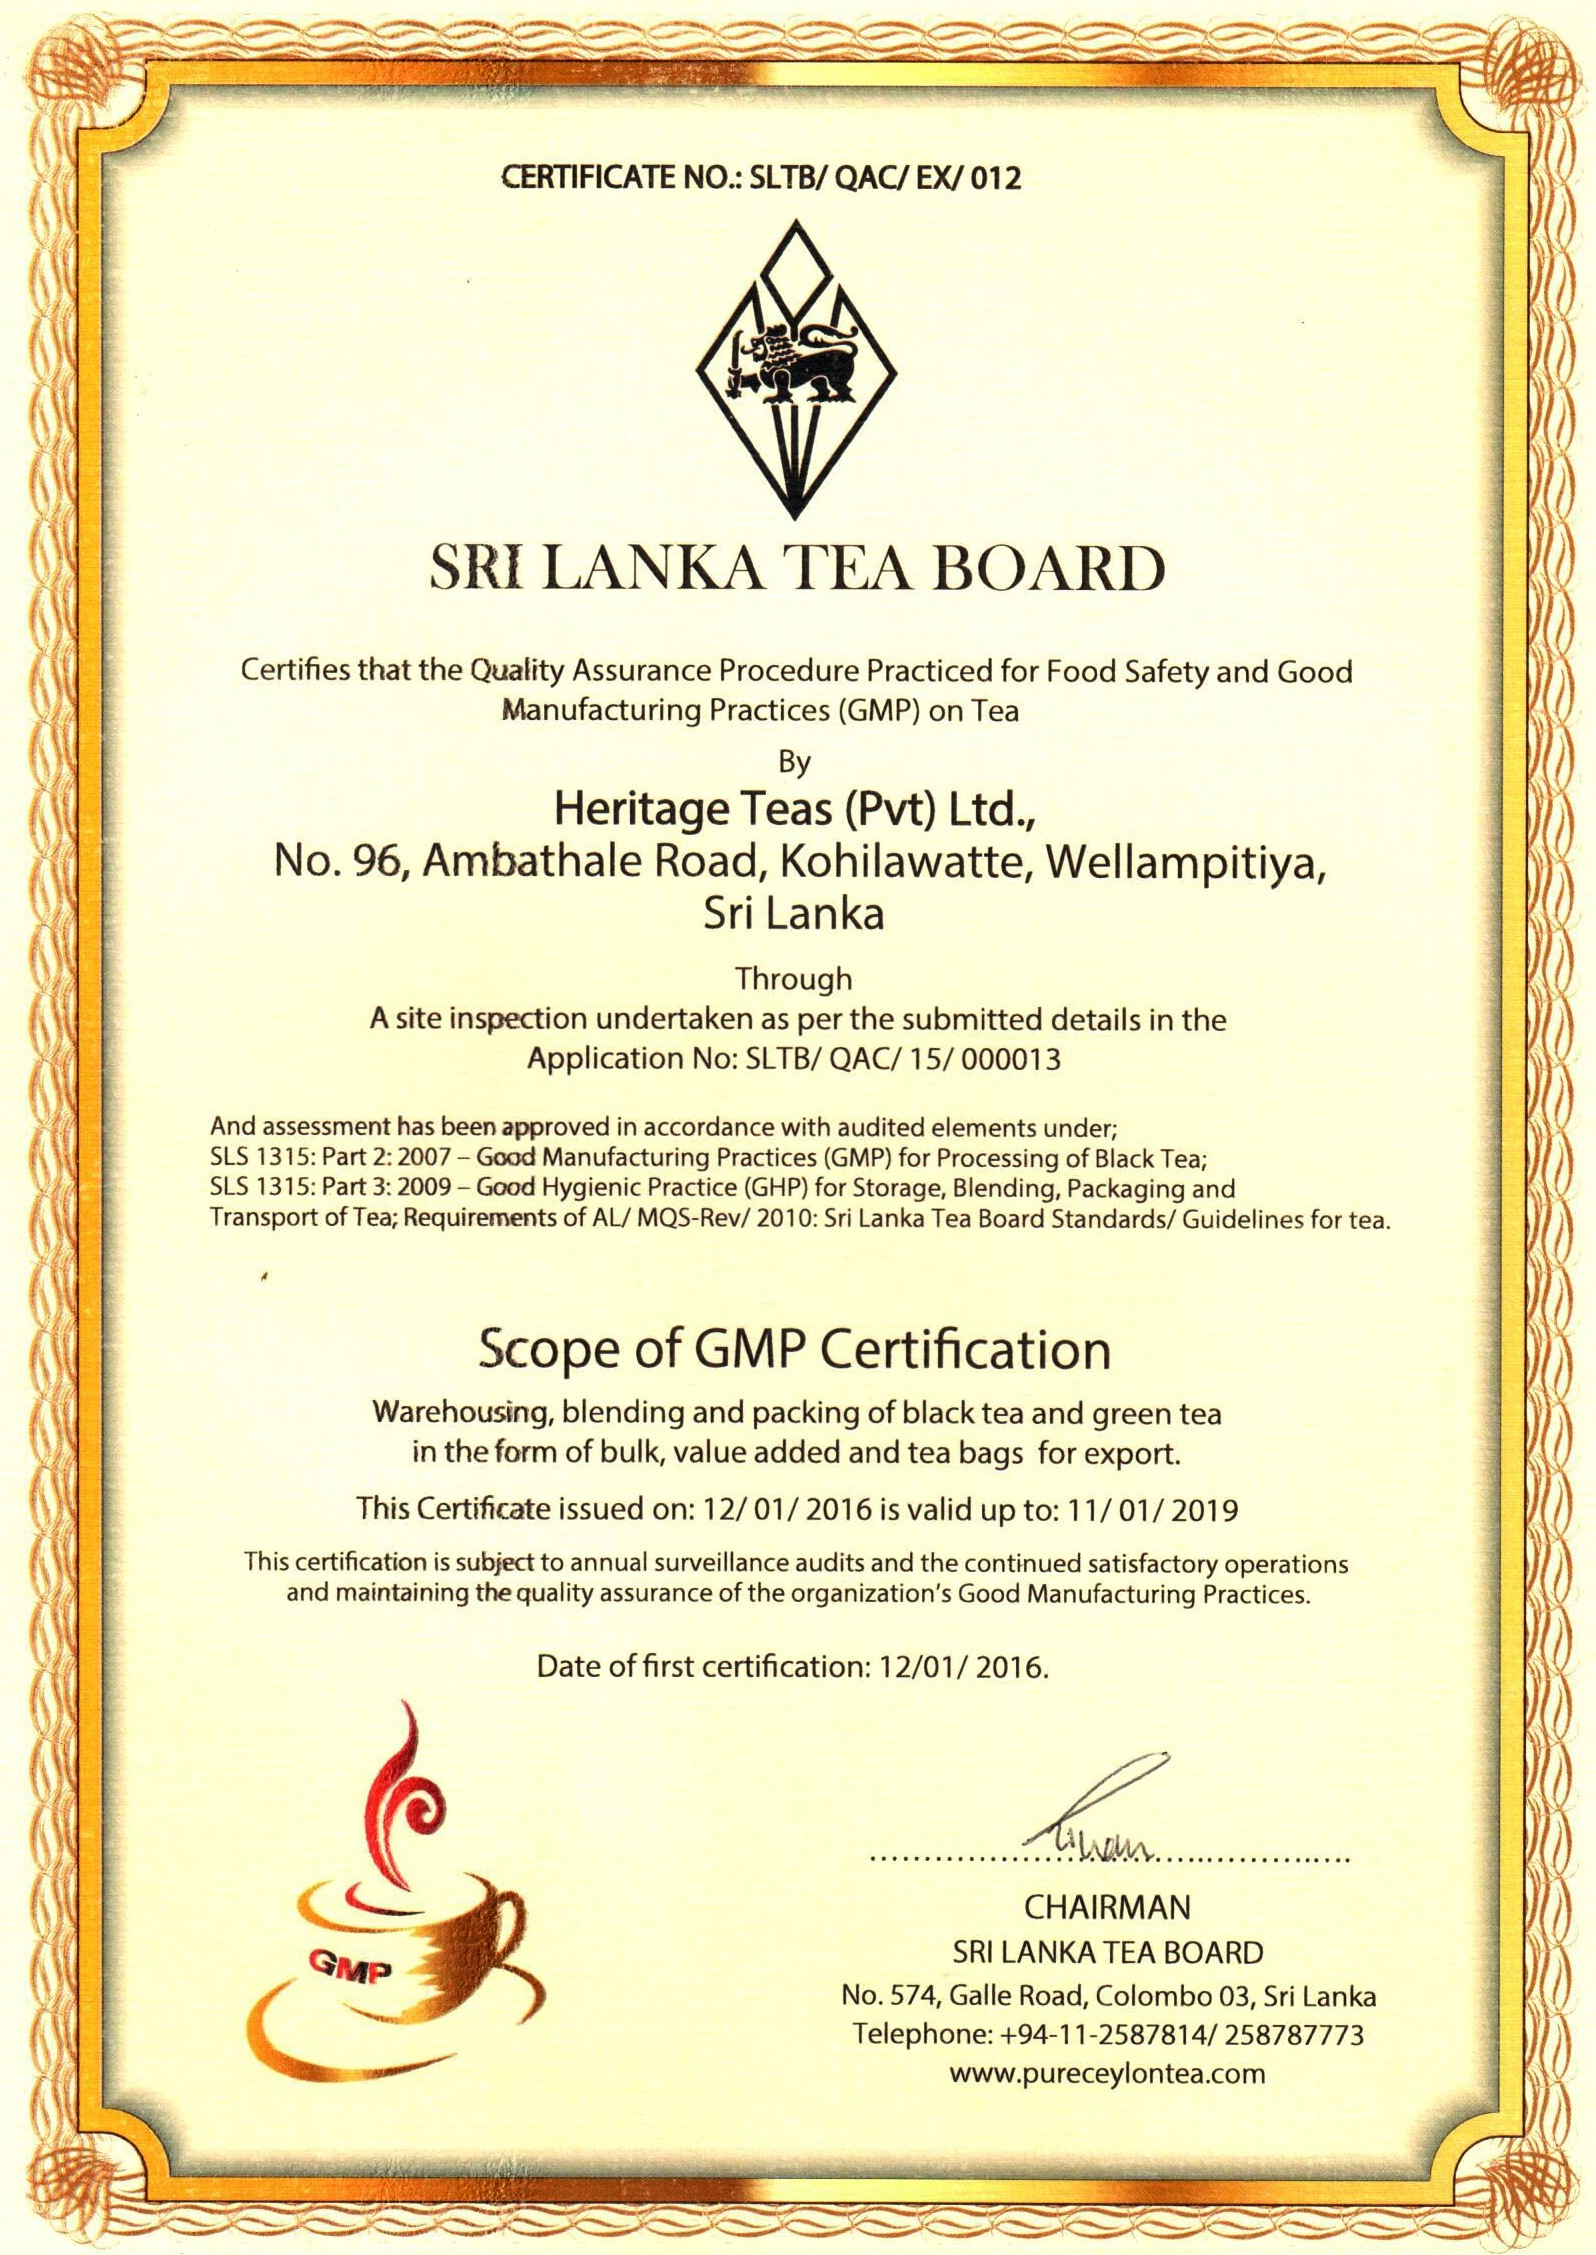 CERTIFICATE NO.: SLTB/ QAC/ EX/ 012
SRI LANKA TEA BOARD
Certifies that the Quality Assurance Procedure Practiced for Food Safety and Good
Manufacturing Practices (GMP) on Tea
By
Heritage Teas (Pvt) Ltd.,
No. 96, Ambathale Road, Kohilawatte, Wellampitiya,
Sri Lanka
Through
A site inspection undertaken as per the submitted details in the
Application No: SLTB/ QAC/ 15/ 000013
And assessment has been approved in accordance with audited elements under;
SLS 1315: Part 2: 2007 – Good Manufacturing Practices (GMP) for Processing of Black Tea;
SLS 1315: Part 3: 2009 – Good Hygienic Practice (GHP) for Storage, Blending, Packaging and
Transport of Tea; Requirements of AL/ MQS-Rev/ 2010: Sri Lanka Tea Board Standards/ Guidelines for tea.
Scope of GMP Certification
Warehousing, blending and packing of black tea and green tea
in the form of bulk, value added and tea bags for export.
This Certificate issued on: 12/ 01/ 2016 is valid up to: 11/ 01/ 2019
This certification is subject to annual surveillance audits and the continued satisfactory operations
and maintaining the quality assurance of the organization's Good Manufacturing Practices.
Date of first certification: 12/01/ 2016.
GMP
CHAIRMAN
SRI LANKA TEA BOARD
No. 574, Galle Road, Colombo 03, Sri Lanka
Telephone: +94-11-2587814/ 258787773
www.pureceylontea.com